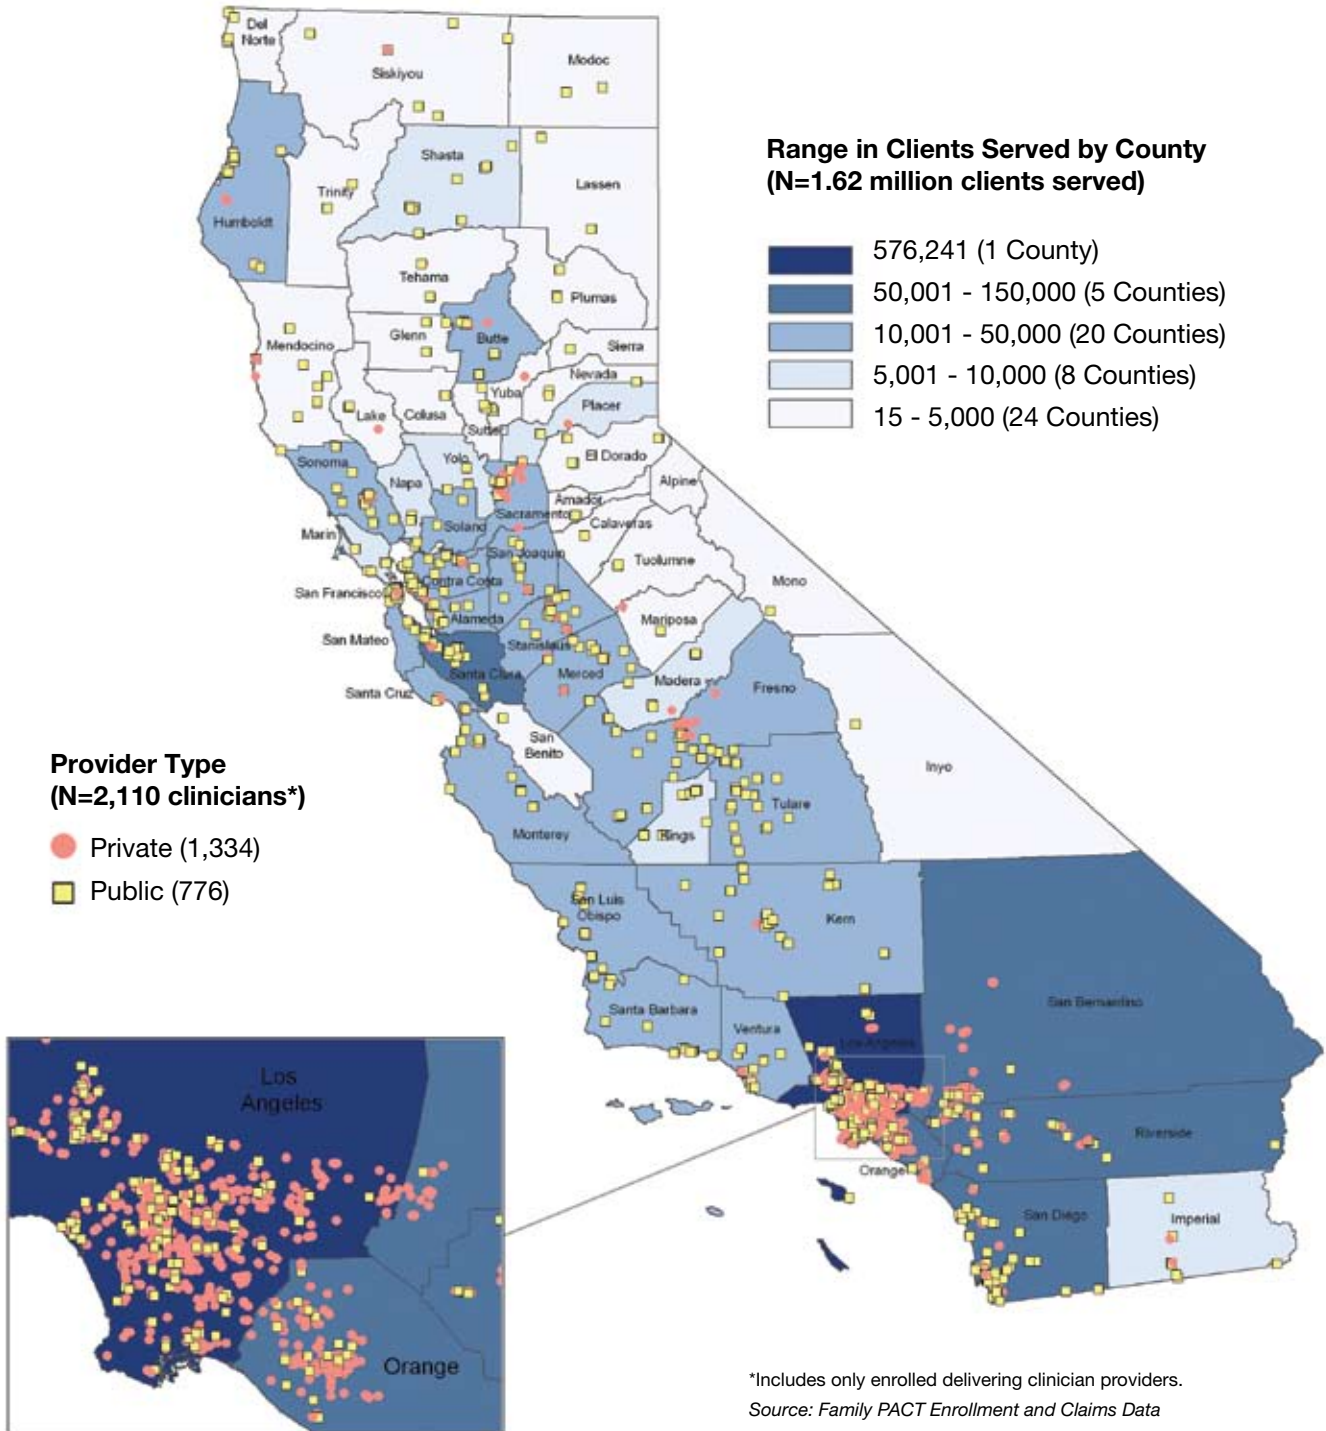 Del
Norte
Siskiyou
Modoc
Humboldt
Trinity
Shasta
Lassen
Tehama
Plumas
Mendocino
Glenn
Butte
Sierra
Nevada
Yuba
Placer
Lake
Colusa
Sutter
El Dorado
Sonoma
Napa
Yolo
Alpine
Amador
Sacramento
Calaveras
Marin
Solano
San Joaquin
Tuolumne
Mono
Contra Costa
San Francisco
Mariposa
Alameda
San Mateo
Stanislaus
Santa Clara
Merced
Madera
Fresno
Santa Cruz
San
Benito
Inyo
Tulare
Monterey
Kings
San Luis
Obispo
Kern
San Bernardino
Santa Barbara
Ventura
Los Angeles
Riverside
Orange
San Diego
Imperial
Range in Clients Served by County
(N=1.62 million clients served)
576,241 (1 County)
50,001 - 150,000 (5 Counties)
10,001 - 50,000 (20 Counties)
5,001 - 10,000 (8 Counties)
15 - 5,000 (24 Counties)
Provider Type
(N=2,110 clinicians*)
Private (1,334)
Public (776)
Los
Angeles
Orange
*Includes only enrolled delivering clinician providers.
Source: Family PACT Enrollment and Claims Data